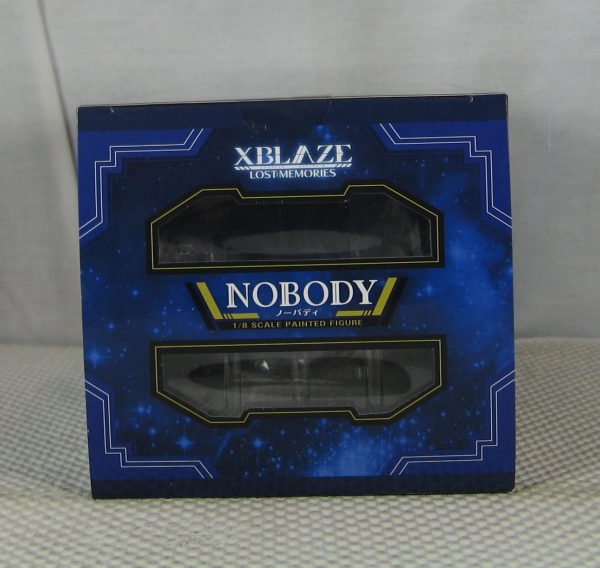 XBLAZE
LOST:MEMORIES
NOBODY
ノーバディ
1/8 SCALE PAINTED FIGURE